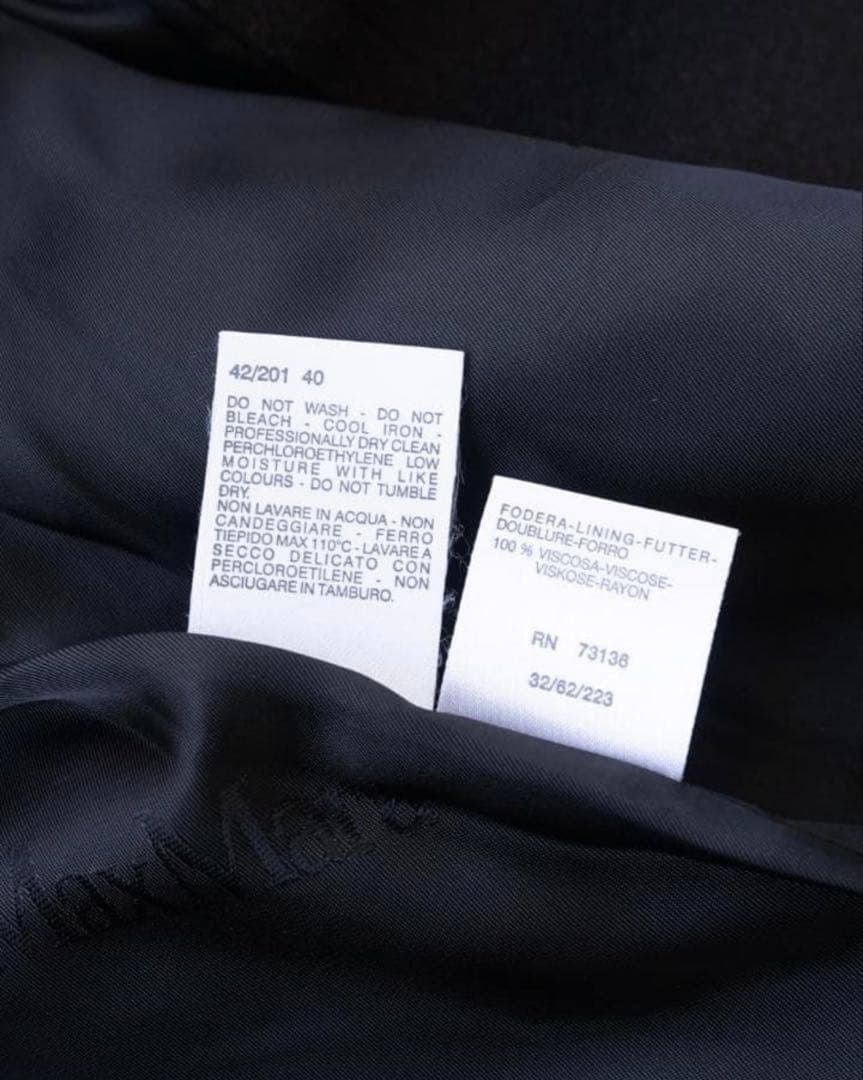 42/201 40
DO NOT WASH - DO NOT
BLEACH - COOL IRON -
PROFESSIONALLY DRY CLEAN
PERCHLOROETHYLENE LOW
MOISTURE WITH LIKE
COLOURS - DO NOT TUMBLE
DRY.
NON LAVARE IN ACQUA - NON
CANDEGGIARE - FERRO
TIEPIDO MAX 110°C - LAVARE A
SECCO DELICATO CON
PERCLOROETILENE - NON
ASCIUGARE IN TAMBURO.
FODERA-LINING-FUTTER-
DOUBLURE-FORRO
100 % VISCOSA-VISCOSE-
VISKOSE-RAYON
RN 73136
32/62/223
MaxMara